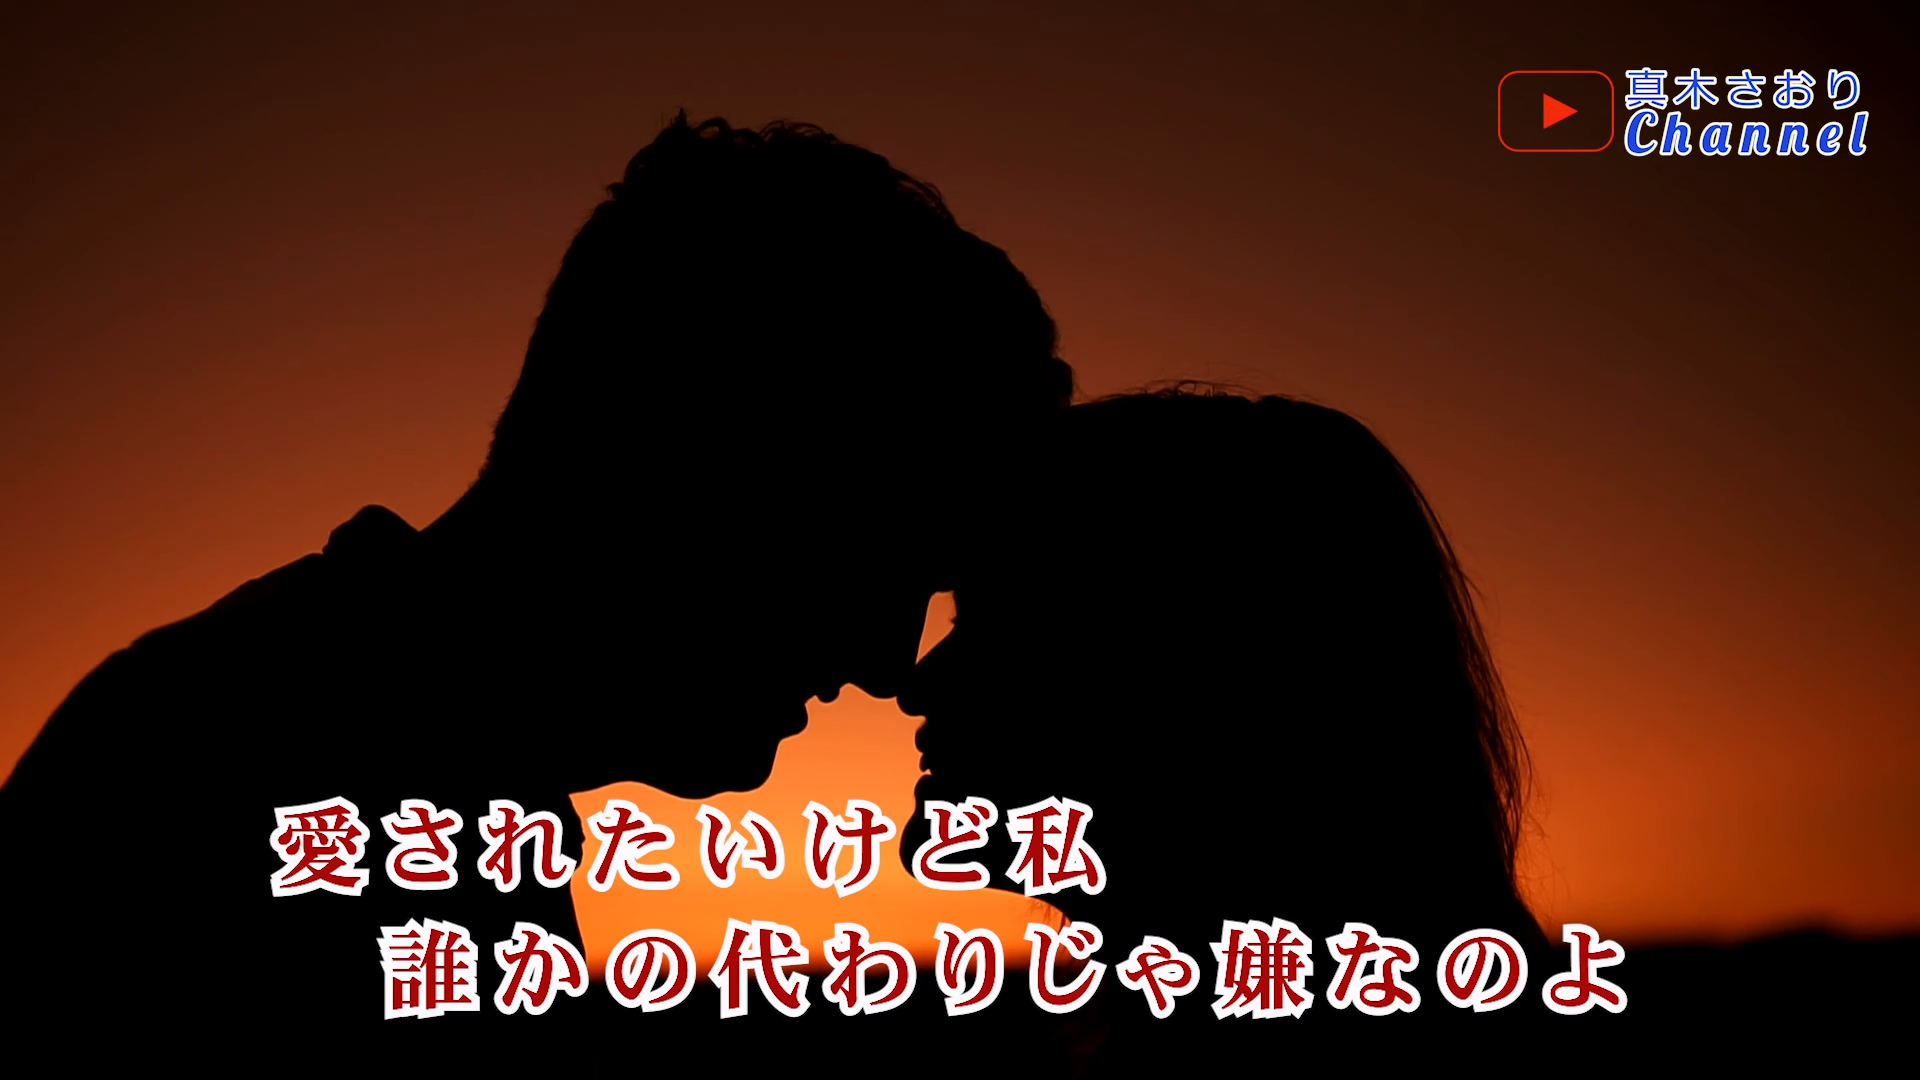 真木さおり
Channel
愛されたいけど私
誰かの代わりじゃ嫌なのよ